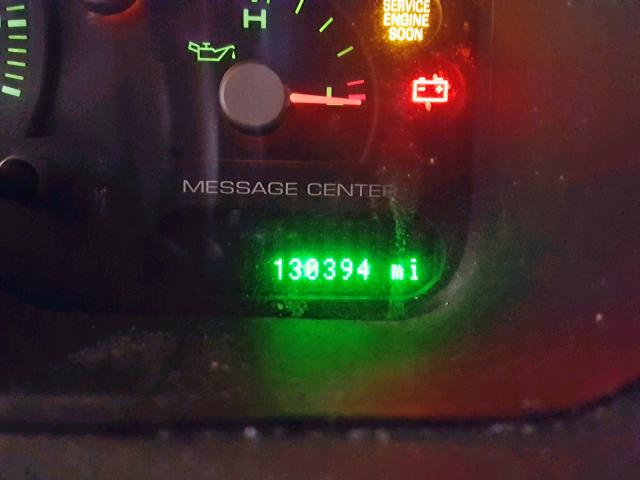 SERVICE
ENGINE
SOON
H
L
MESSAGE CENTER
130394 mi